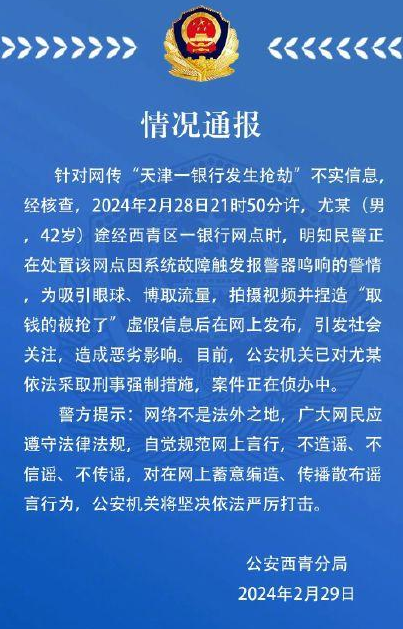 情况通报
针对网传“天津一银行发生抢劫”不实信息，
经核查，2024年2月28日21时50分许，尤某（男
，42岁）途经西青区一银行网点时，明知民警正
在处置该网点因系统故障触发报警器鸣响的警情
，为吸引眼球、博取流量，拍摄视频并捏造“取
钱的被抢了”虚假信息后在网上发布，引发社会
关注，造成恶劣影响。目前，公安机关已对尤某
依法采取刑事强制措施，案件正在侦办中。
警方提示：网络不是法外之地，广大网民应
遵守法律法规，自觉规范网上言行，不造谣、不
信谣、不传谣，对在网上蓄意编造、传播散布谣
言行为，公安机关将坚决依法严厉打击。
公安西青分局
2024年2月29日